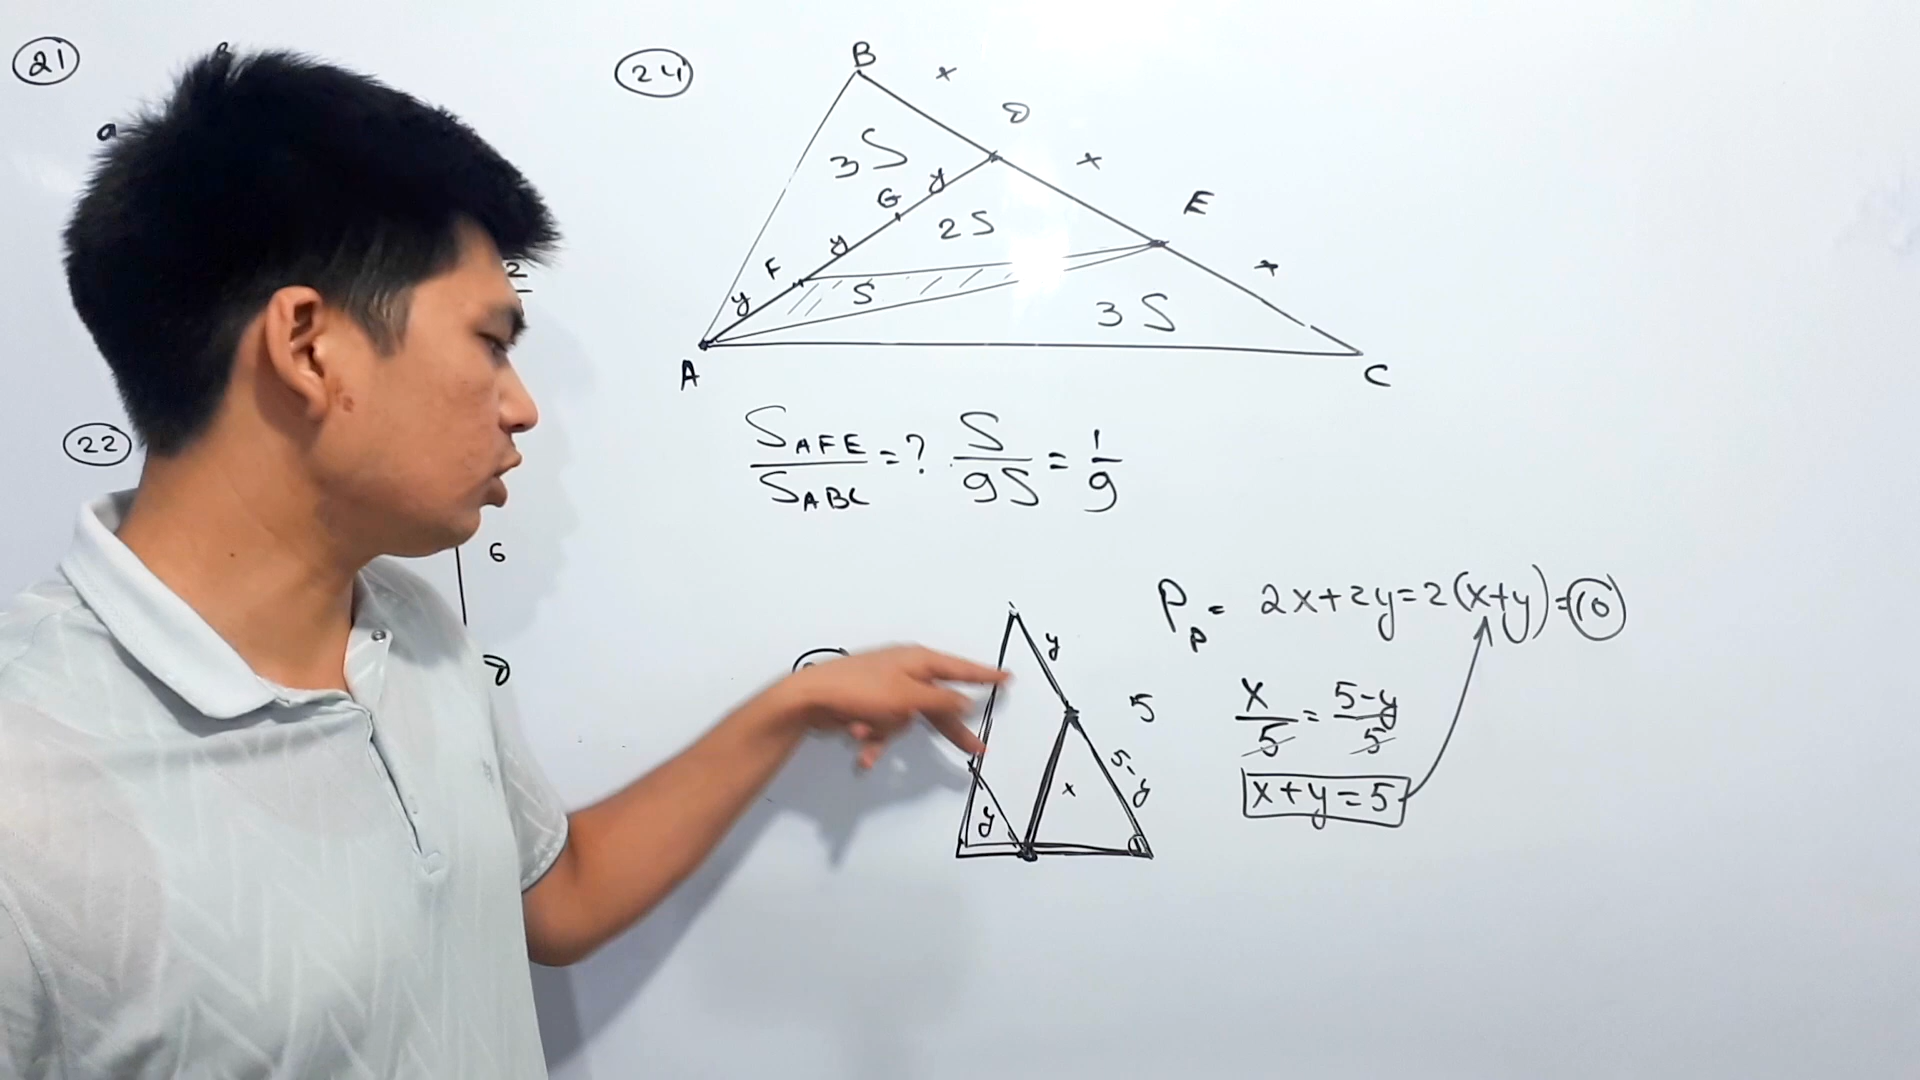 21
a
22
6
24
B
x
D
x
E
x
3S
G
y
2S
y
F
y
S
3S
A
C
S_AFE / S_ABC = ? S / 9S = 1 / 9
y
5
5-y
x
y
P_P = 2x+2y=2(x+y)=10
x / 5 = 5-y / 5
x+y=5